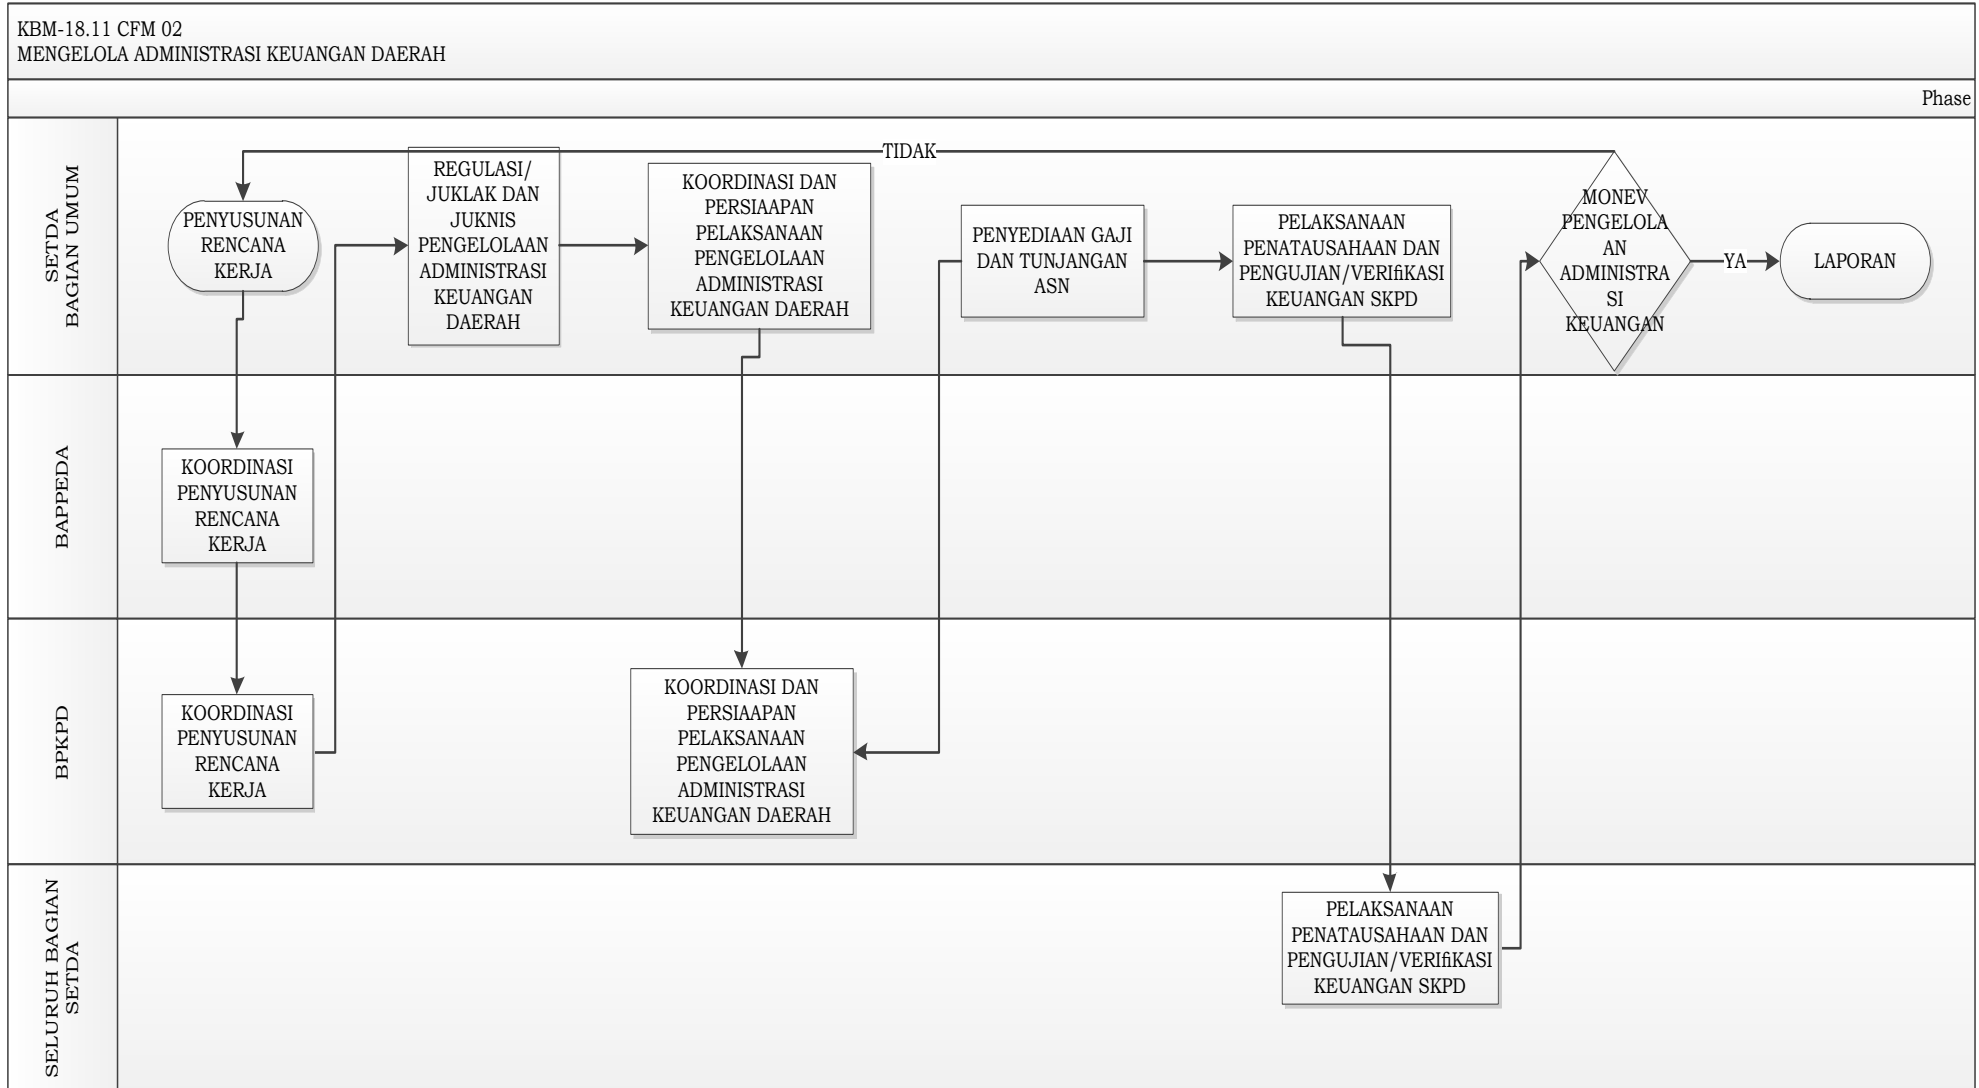 KBM-18.11 CFM 02
MENGELOLA ADMINISTRASI KEUANGAN DAERAH
Phase
SETDA
BAGIAN UMUM
TIDAK
PENYUSUNAN
RENCANA
KERJA
REGULASI/
JUKLAK DAN
JUKNIS
PENGELOLAAN
ADMINISTRASI
KEUANGAN
DAERAH
KOORDINASI DAN
PERSIAAPAN
PELAKSANAAN
PENGELOLAAN
ADMINISTRASI
KEUANGAN DAERAH
PENYEDIAAN GAJI
DAN TUNJANGAN
ASN
PELAKSANAAN
PENATAUSAHAAN DAN
PENGUJIAN/VERIfiKASI
KEUANGAN SKPD
MONEV
PENGELOLA
AN
ADMINISTRA
SI
KEUANGAN
YA
LAPORAN
BAPPEDA
KOORDINASI
PENYUSUNAN
RENCANA
KERJA
BPKPD
KOORDINASI
PENYUSUNAN
RENCANA
KERJA
KOORDINASI DAN
PERSIAAPAN
PELAKSANAAN
PENGELOLAAN
ADMINISTRASI
KEUANGAN DAERAH
SELURUH BAGIAN
SETDA
PELAKSANAAN
PENATAUSAHAAN DAN
PENGUJIAN/VERIfiKASI
KEUANGAN SKPD